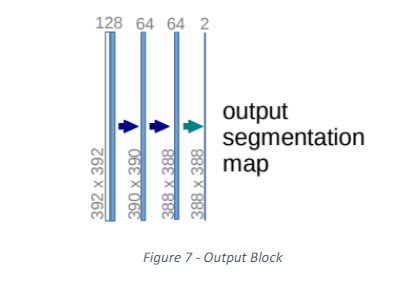 128 64 64 2
392 x 392
390 x 390
388 x 388
388 x 388
output
segmentation
map
Figure 7 - Output Block